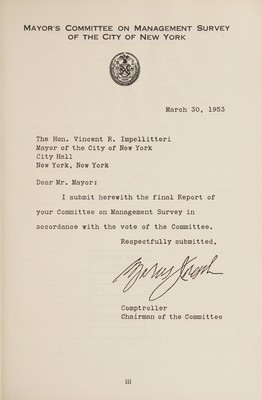 Mayor's Committee on Management Survey
of the City of New York
March 30, 1953
The Hon. Vincent R. Impellitteri
Mayor of the City of New York
City Hall
New York, New York
Dear Mr. Mayor:
I submit herewith the final Report of
your Committee on Management Survey in
accordance with the vote of the Committee.
Respectfully submitted,
Comptroller
Chairman of the Committee
iii